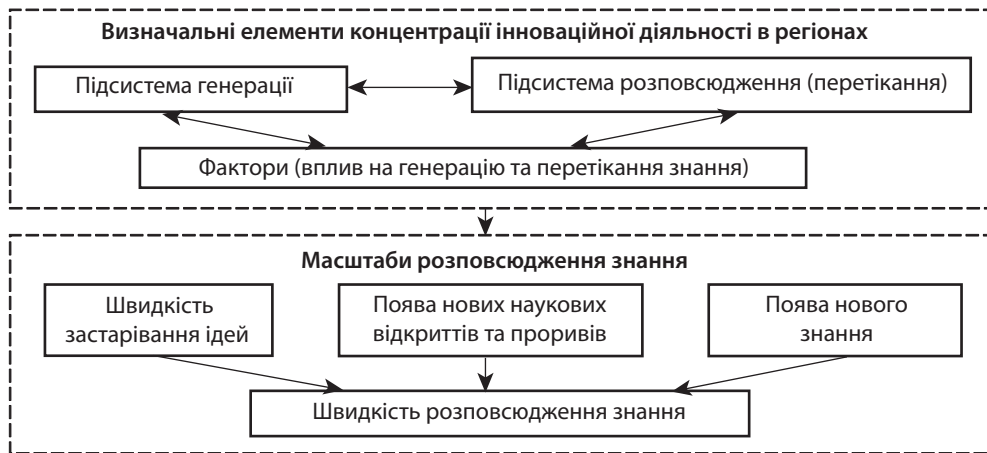 Визначальні елементи концентрації інноваційної діяльності в регіонах
Підсистема генерації
Підсистема розповсюдження (перетікання)
Фактори (вплив на генерацію та перетікання знання)
Масштаби розповсюдження знання
Швидкість
застарівання ідей
Поява нових наукових
відкриттів та проривів
Поява нового
знання
Швидкість розповсюдження знання